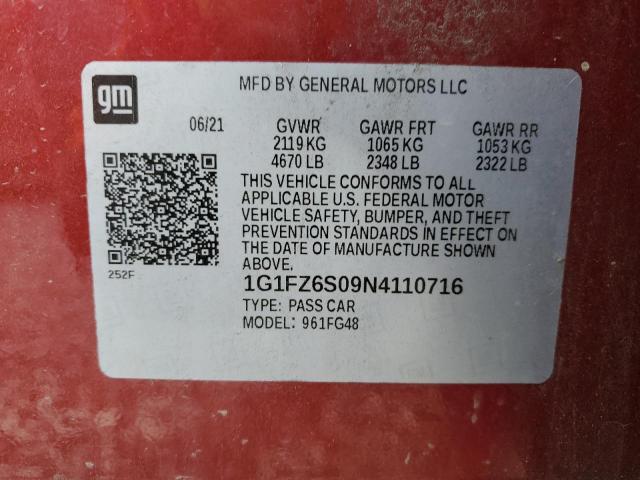 gm
MFD BY GENERAL MOTORS LLC
06/21 GVWR GAWR FRT GAWR RR
2119 KG 1065 KG 1053 KG
4670 LB 2348 LB 2322 LB
THIS VEHICLE CONFORMS TO ALL
APPLICABLE U.S. FEDERAL MOTOR
VEHICLE SAFETY, BUMPER, AND THEFT
PREVENTION STANDARDS IN EFFECT ON
THE DATE OF MANUFACTURE SHOWN
ABOVE.
252F
1G1FZ6S09N4110716
TYPE: PASS CAR
MODEL: 961FG48